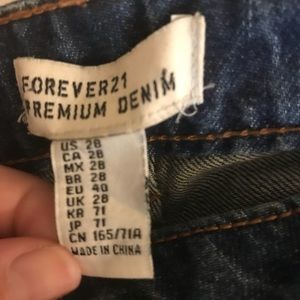 FOREVER21
PREMIUM DENIM
US 28
CA 28
MX 28
BR 28
EU 40
UK 28
KR 71
JP 71
CN 165/71A
MADE IN CHINA